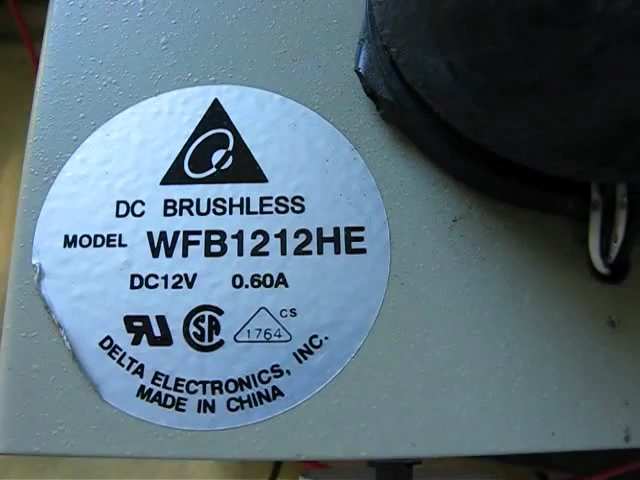 DC BRUSHLESS
MODEL WFB1212HE
DC12V 0.60A
CS
1764
DELTA ELECTRONICS, INC.
MADE IN CHINA